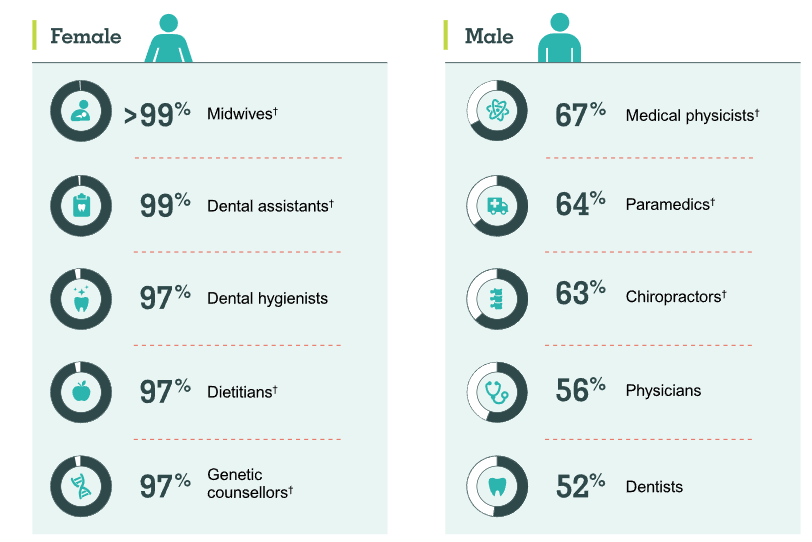 Female
>99% Midwives†
99% Dental assistants†
97% Dental hygienists
97% Dietitians†
97% Genetic
counsellors†
Male
67% Medical physicists†
64% Paramedics†
63% Chiropractors†
56% Physicians
52% Dentists